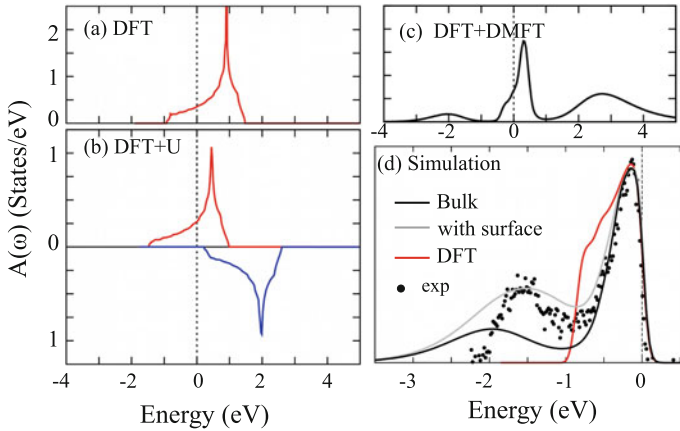 (a) DFT
2
1
0
(b) DFT+U
1
0
1
A(ω) (States/eV)
-4 -2 0 2 4
Energy (eV)
(c) DFT+DMFT
-4 -2 0 2 4
(d) Simulation
Bulk
with surface
DFT
exp
-3 -2 -1 0
Energy (eV)